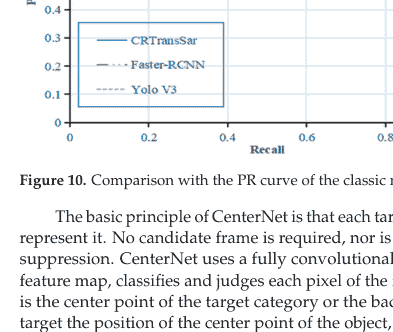 0.4
0.3
CRTransSar
0.2
Faster-RCNN
0.1
Yolo V3
0
0 0.2 0.4 0.6 0.8
Recall
Figure 10. Comparison with the PR curve of the classic
The basic principle of CenterNet is that each
represent it. No candidate frame is required, nor is
suppression. CenterNet uses a fully convolutional
feature map, classifies and judges each pixel of the
is the center point of the target category or the
target the position of the center point of the object,